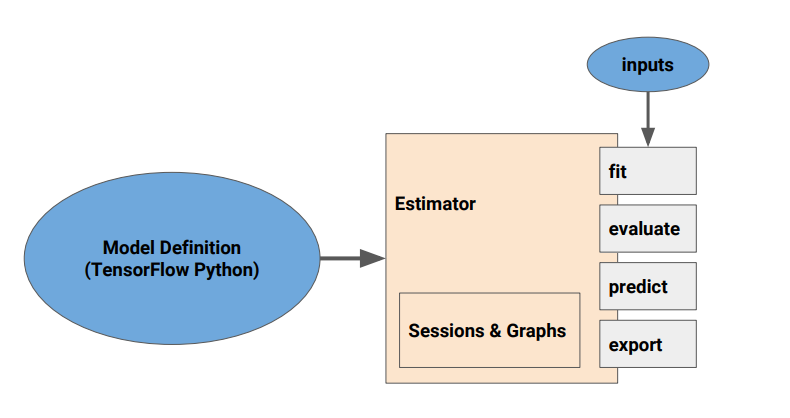 inputs
fit
Estimator
evaluate
Model Definition
(TensorFlow Python)
predict
Sessions & Graphs
export